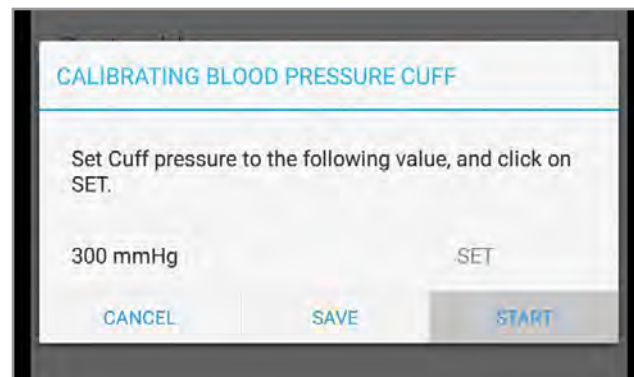 CALIBRATING BLOOD PRESSURE CUFF
Set Cuff pressure to the following value, and click on
SET.
300 mmHg SET
CANCEL SAVE START